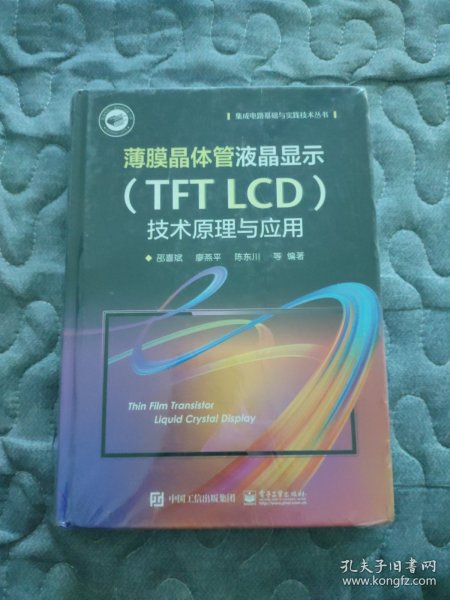 集成电路基础与实践技术丛书
薄膜晶体管液晶显示
(TFT LCD)
技术原理与应用
邵喜斌 廖燕平 陈东川 等 编著
Thin Film Transistor
Liquid Crystal Display
中国工信出版集团
电子工业出版社
孔夫子旧书网
www.kongfz.com